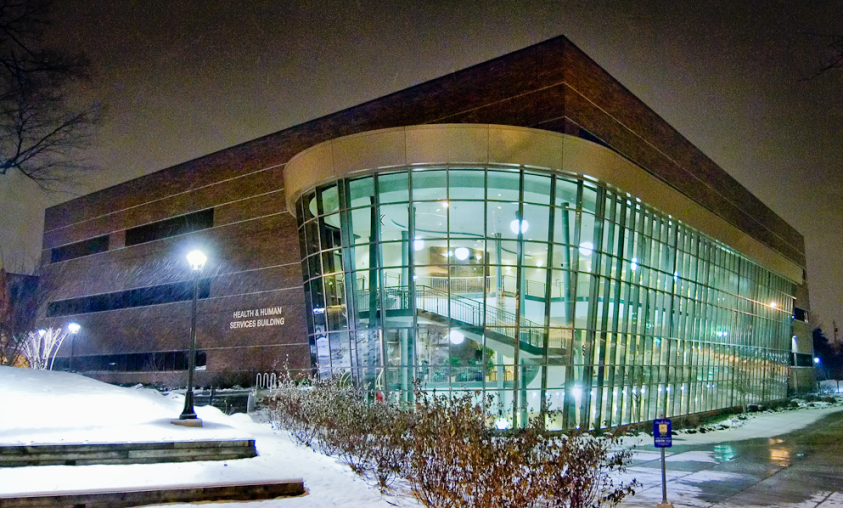 HEALTH & HUMAN
SERVICES BUILDING